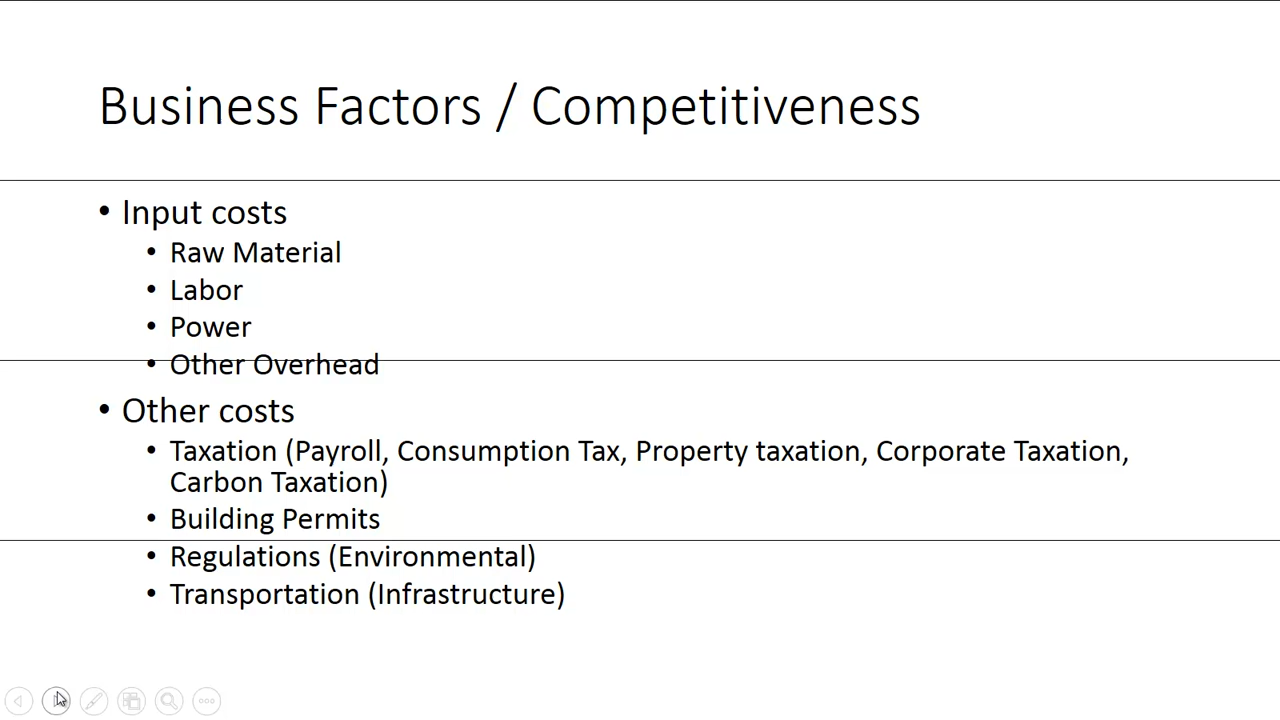 Business Factors / Competitiveness
• Input costs
• Raw Material
• Labor
• Power
• Other Overhead
• Other costs
• Taxation (Payroll, Consumption Tax, Property taxation, Corporate Taxation,
Carbon Taxation)
• Building Permits
• Regulations (Environmental)
• Transportation (Infrastructure)